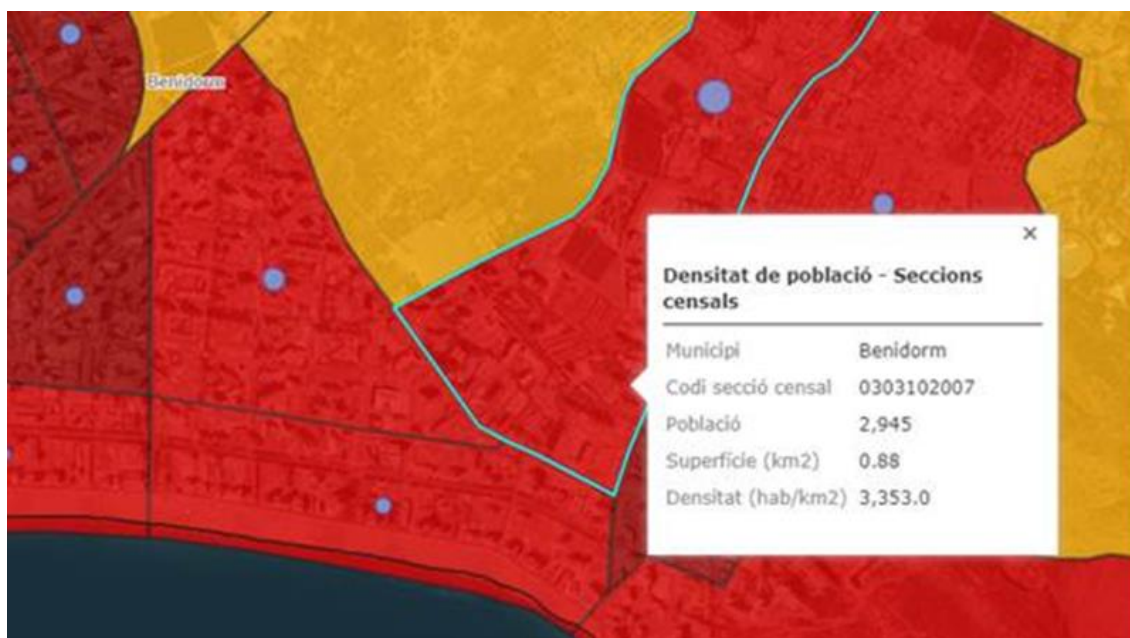 Benidorm
×
Densitat de població - Seccions
censals
Municipi Benidorm
Codi secció censal 0303102007
Població 2,945
Superfície (km2) 0.88
Densitat (hab/km2) 3,353.0